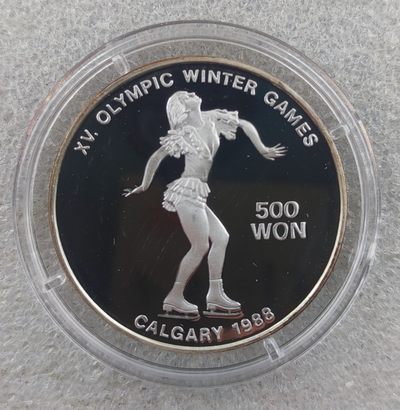 XV. OLYMPIC WINTER GAMES
500
WON
CALGARY 1988